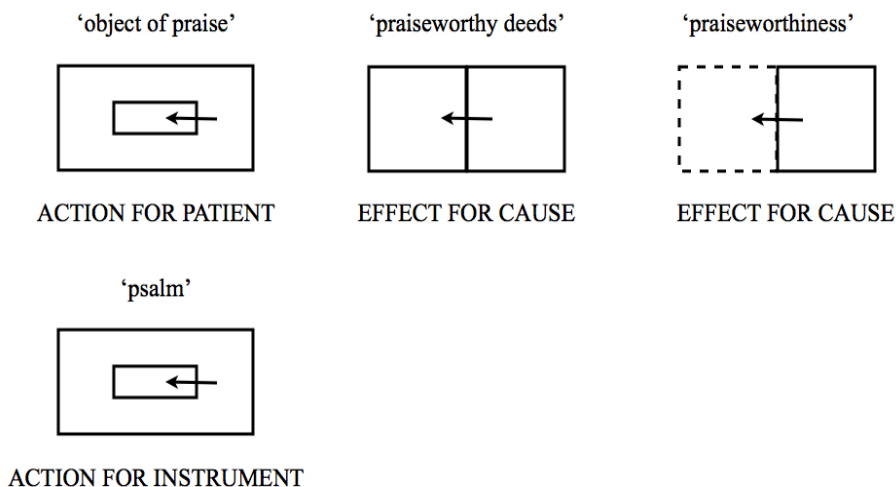 ‘object of praise’
‘praiseworthy deeds’
‘praiseworthiness’
ACTION FOR PATIENT
EFFECT FOR CAUSE
EFFECT FOR CAUSE
‘psalm’
ACTION FOR INSTRUMENT